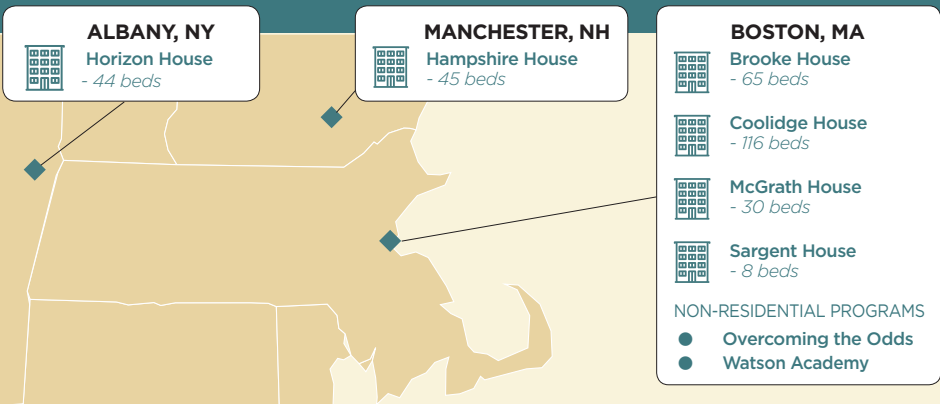 ALBANY, NY
Horizon House
- 44 beds
MANCHESTER, NH
Hampshire House
- 45 beds
BOSTON, MA
Brooke House
- 65 beds
Coolidge House
- 116 beds
McGrath House
- 30 beds
Sargent House
- 8 beds
NON-RESIDENTIAL PROGRAMS
Overcoming the Odds
Watson Academy